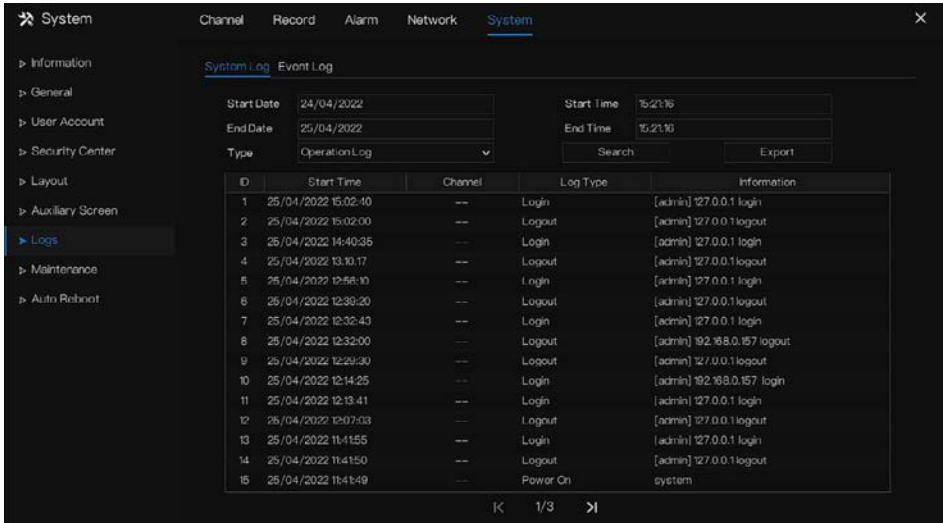 System Channel Record Alarm Network System
Information
General
User Account
Security Center
Layout
Auxiliary Screen
Logs
Maintenance
Auto Reboot
System Log Event Log
Start Date 24/04/2022 Start Time 15:21:16
End Date 25/04/2022 End Time 15:21:16
Type Operation Log Search Export
ID Start Time Channel Log Type Information
1 25/04/2022 15:02:40 -- Login [admin] 127.0.0.1 login
2 25/04/2022 15:02:00 -- Logout [admin] 127.0.0.1 logout
3 25/04/2022 14:40:35 -- Login [admin] 127.0.0.1 login
4 25/04/2022 13:10:17 -- Logout [admin] 127.0.0.1 logout
5 25/04/2022 12:56:10 -- Login [admin] 127.0.0.1 login
6 25/04/2022 12:39:20 -- Logout [admin] 127.0.0.1 logout
7 25/04/2022 12:32:43 -- Login [admin] 127.0.0.1 login
8 25/04/2022 12:32:00 -- Logout [admin] 192.168.0.157 logout
9 25/04/2022 12:29:30 -- Logout [admin] 127.0.0.1 logout
10 25/04/2022 12:14:25 -- Login [admin] 192.168.0.157 login
11 25/04/2022 12:13:41 -- Login [admin] 127.0.0.1 login
12 25/04/2022 12:07:03 -- Logout [admin] 127.0.0.1 logout
13 25/04/2022 11:41:55 -- Login [admin] 127.0.0.1 login
14 25/04/2022 11:41:50 -- Logout [admin] 127.0.0.1 logout
15 25/04/2022 11:41:49 -- Power On system
1/3